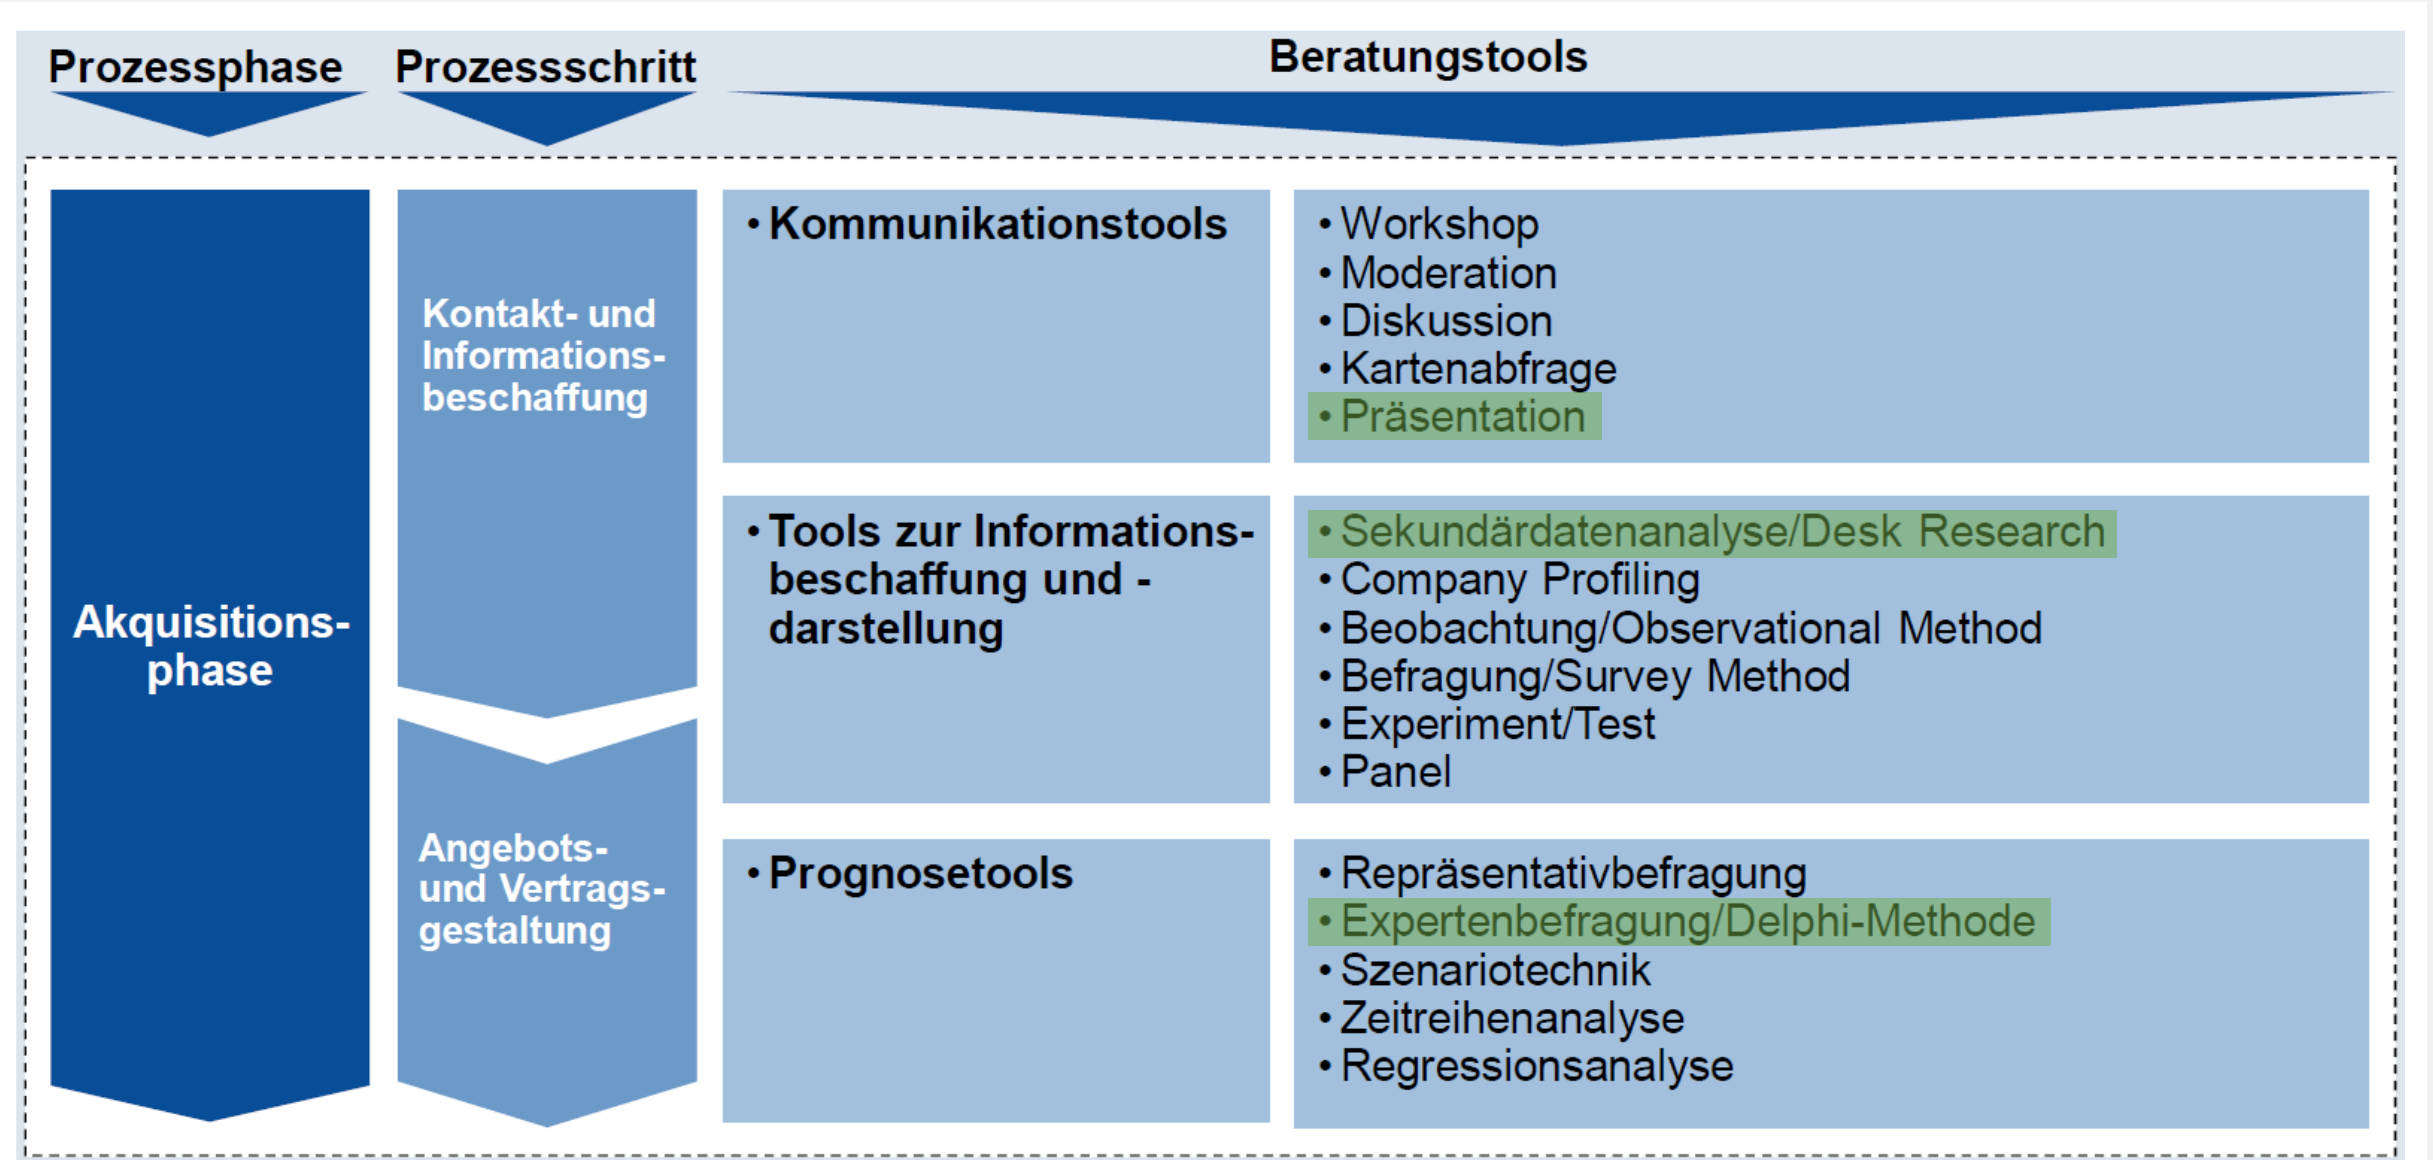 Prozessphase
Prozessschritt
Beratungstools
Akquisitions-
phase
Kontakt- und
Informations-
beschaffung
Angebots-
und Vertrags-
gestaltung
• Kommunikationstools
• Workshop
• Moderation
• Diskussion
• Kartenabfrage
• Präsentation
• Tools zur Informations-
beschaffung und -
darstellung
• Sekundärdatenanalyse/Desk Research
• Company Profiling
• Beobachtung/Observational Method
• Befragung/Survey Method
• Experiment/Test
• Panel
• Prognosetools
• Repräsentativbefragung
• Expertenbefragung/Delphi-Methode
• Szenariotechnik
• Zeitreihenanalyse
• Regressionsanalyse